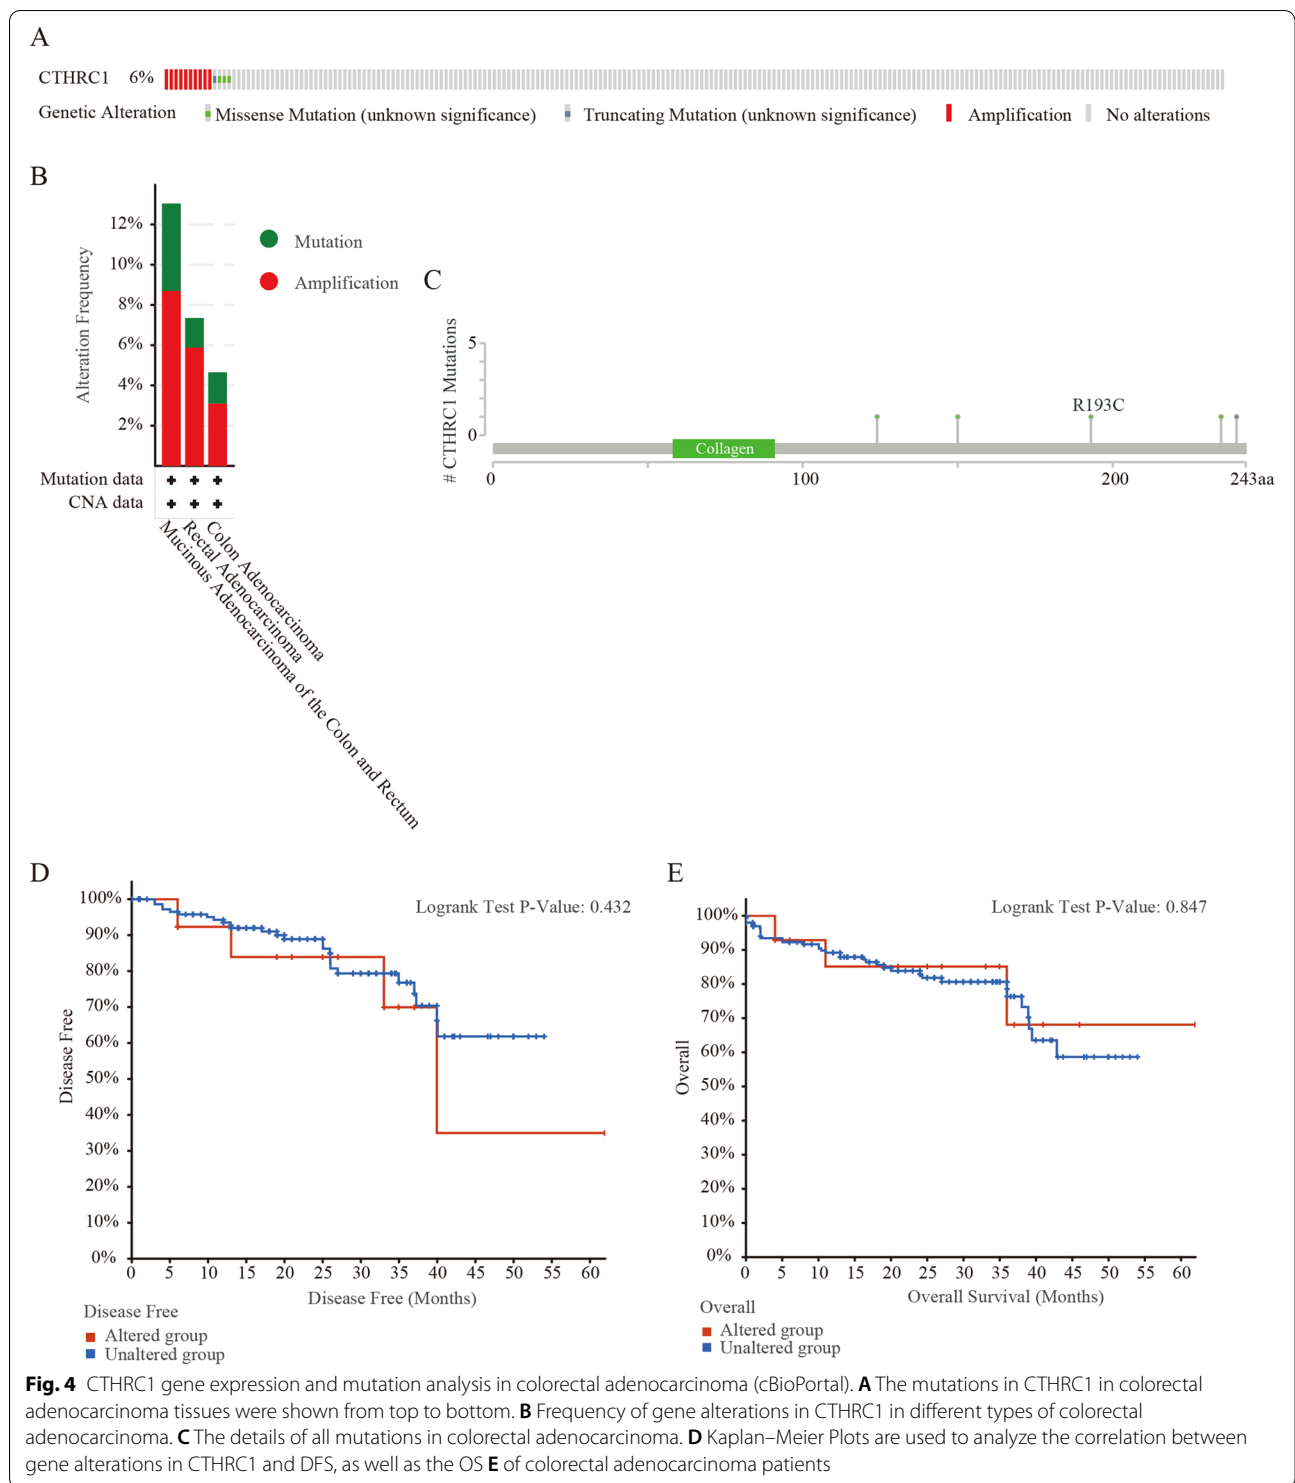 A
CTHRC1 6%
Genetic Alteration Missense Mutation (unknown significance) Truncating Mutation (unknown significance) Amplification No alterations
B
Alteration Frequency
12%
10%
8%
6%
4%
2%
Mutation
Amplification
Mutation data
CNA data
Mucinous Adenocarcinoma of the Colon and Rectum
Rectal Adenocarcinoma
Colon Adenocarcinoma
C
# CTHRC1 Mutations
5
0
R193C
Collagen
0 100 200 243aa
D
Logrank Test P-Value: 0.432
Disease Free
100%
90%
80%
70%
60%
50%
40%
30%
20%
10%
0%
0 5 10 15 20 25 30 35 40 45 50 55 60
Disease Free (Months)
Disease Free
Altered group
Unaltered group
E
Logrank Test P-Value: 0.847
Overall
100%
90%
80%
70%
60%
50%
40%
30%
20%
10%
0%
0 5 10 15 20 25 30 35 40 45 50 55 60
Overall Survival (Months)
Overall
Altered group
Unaltered group
Fig. 4 CTHRC1 gene expression and mutation analysis in colorectal adenocarcinoma (cBioPortal). A The mutations in CTHRC1 in colorectal
adenocarcinoma tissues were shown from top to bottom. B Frequency of gene alterations in CTHRC1 in different types of colorectal
adenocarcinoma. C The details of all mutations in colorectal adenocarcinoma. D Kaplan–Meier Plots are used to analyze the correlation between
gene alterations in CTHRC1 and DFS, as well as the OS E of colorectal adenocarcinoma patients